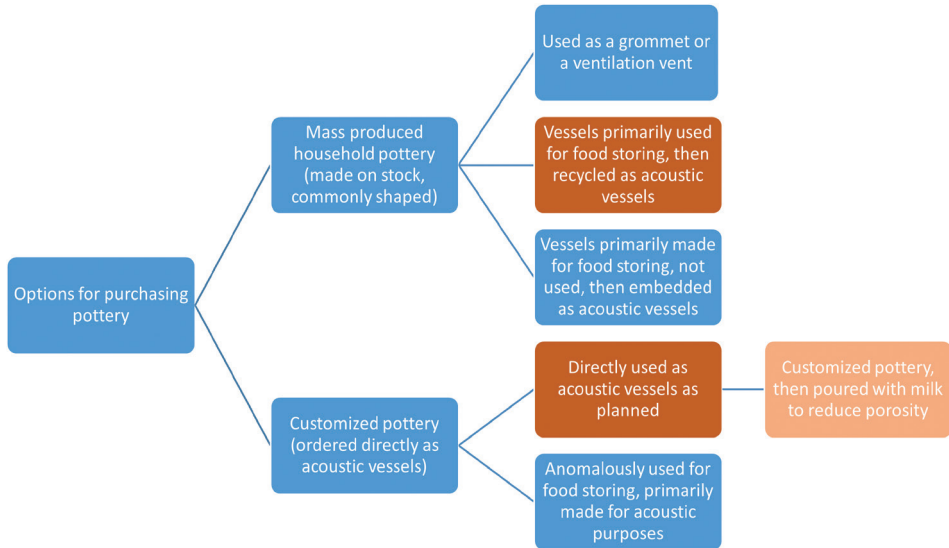 Used as a grommet or
a ventilation vent
Mass produced
household pottery
(made on stock,
commonly shaped)
Vessels primarily used
for food storing, then
recycled as acoustic
vessels
Vessels primarily made
for food storing, not
used, then embedded
as acoustic vessels
Options for purchasing
pottery
Directly used as
acoustic vessels as
planned
Customized pottery,
then poured with milk
to reduce porosity
Customized pottery
(ordered directly as
acoustic vessels)
Anomalously used for
food storing, primarily
made for acoustic
purposes